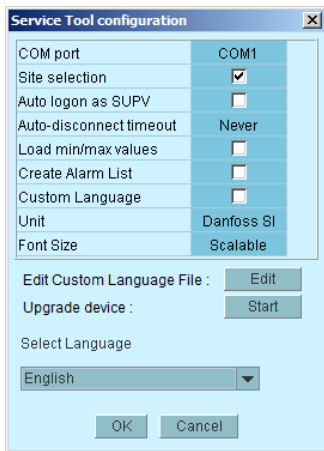 Service Tool configuration
COM port COM1
Site selection
Auto logon as SUPV
Auto-disconnect timeout Never
Load min/max values
Create Alarm List
Custom Language
Unit Danfoss SI
Font Size Scalable
Edit Custom Language File : Edit
Upgrade device : Start
Select Language
English
OK Cancel